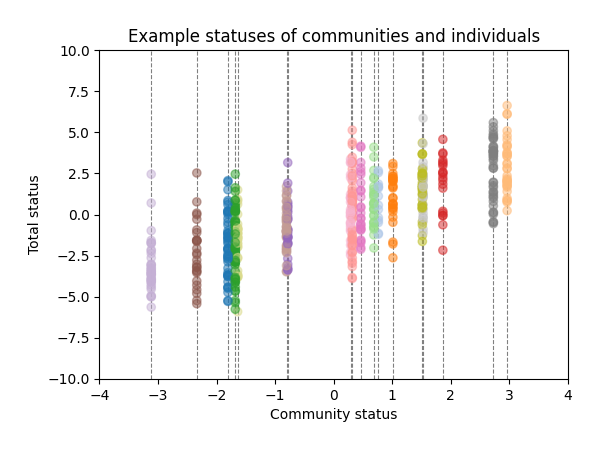 Example statuses of communities and individuals
10.0
7.5
5.0
2.5
0.0
−2.5
−5.0
−7.5
−10.0
Total status
−4 −3 −2 −1 0 1 2 3 4
Community status